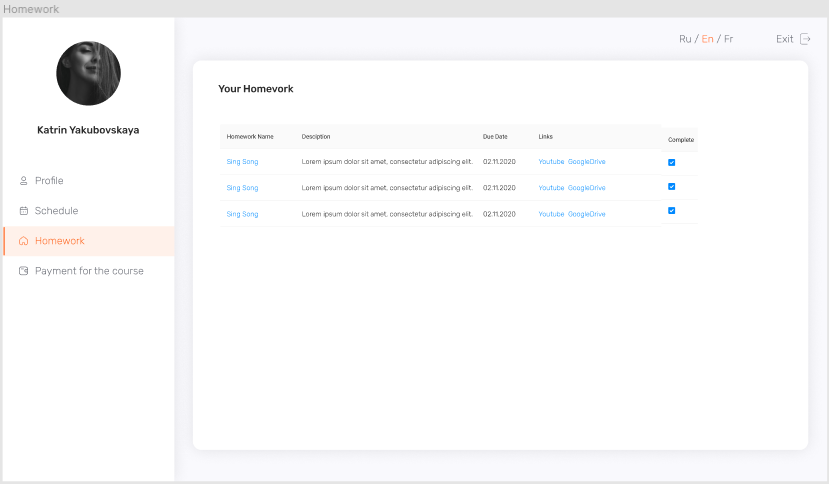 Homework
Ru / En / Fr
Exit
Katrin Yakubovskaya
Profile
Schedule
Homework
Payment for the course
Your Homevork
Homework Name Desciption Due Date Links Complete
Sing Song Lorem ipsum dolor sit amet, consectetur adipiscing elit. 02.11.2020 Youtube GoogleDrive
Sing Song Lorem ipsum dolor sit amet, consectetur adipiscing elit. 02.11.2020 Youtube GoogleDrive
Sing Song Lorem ipsum dolor sit amet, consectetur adipiscing elit. 02.11.2020 Youtube GoogleDrive